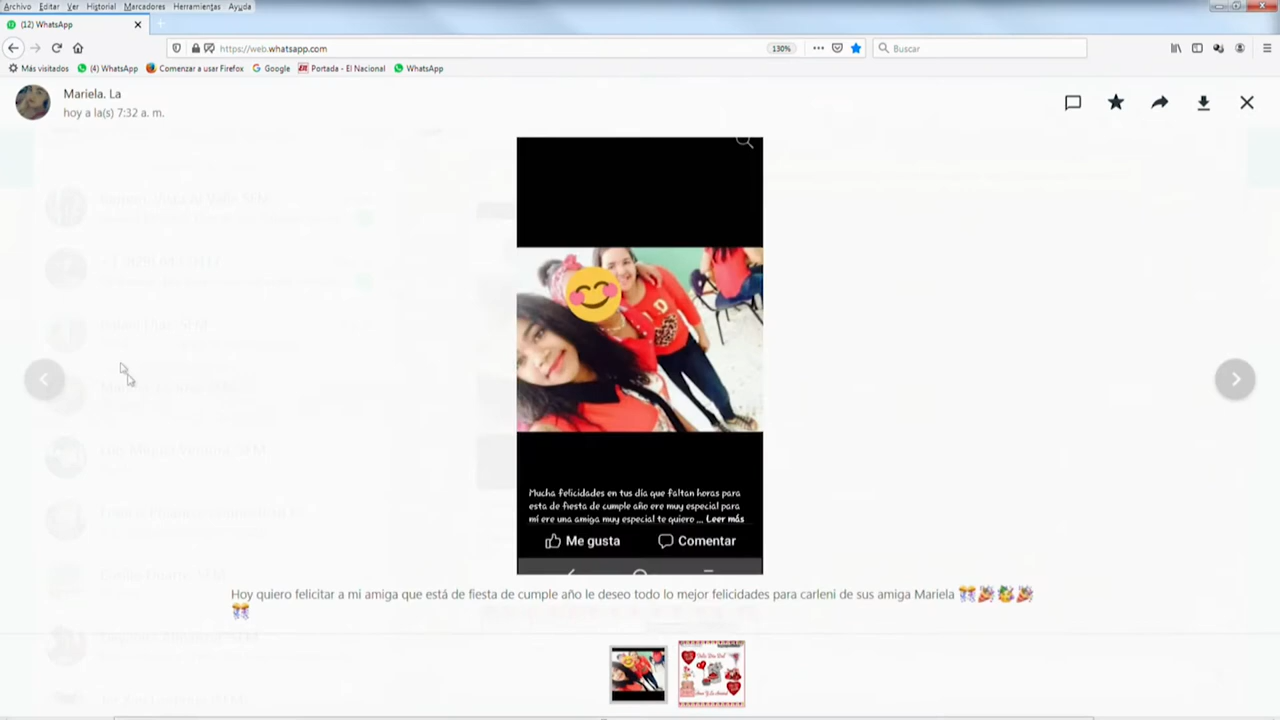 Archivo Editar Ver Historial Marcadores Herramientas Ayuda
(12) WhatsApp
https://web.whatsapp.com
130%
Buscar
Más visitados (4) WhatsApp Comenzar a usar Firefox Google Portada - El Nacional WhatsApp
Mariela. La
hoy a la(s) 7:32 a. m.
Mucha felicidades en tus día que faltan horas para
esta de fiesta de cumple año ere muy especial para
mí ere una amiga muy especial te quiero ... Leer más
Me gusta Comentar
Hoy quiero felicitar a mi amiga que está de fiesta de cumple año le deseo todo lo mejor felicidades para carleni de sus amiga Mariela